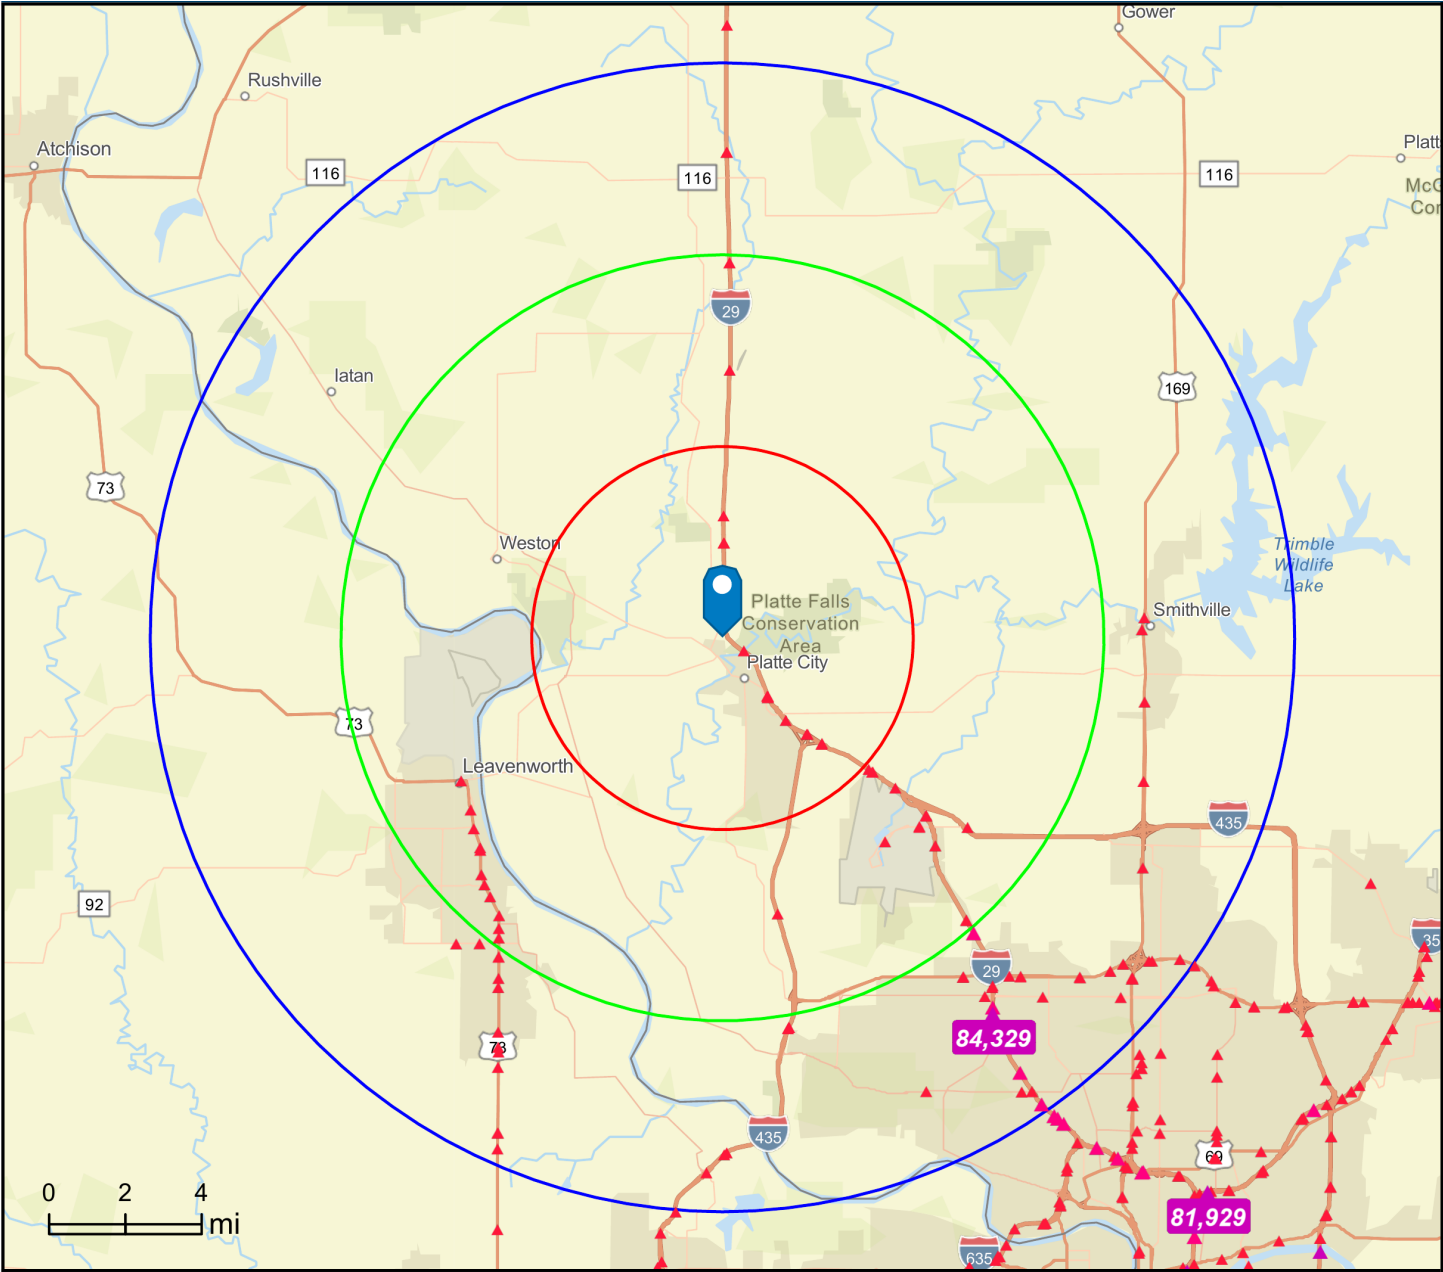 Gower
Rushville
Atchison
116
116
116
Platt
McG
Cor
29
Iatan
169
73
Weston
Trimble
Wildlife
Lake
Platte Falls
Conservation
Area
Smithville
Platte City
73
Leavenworth
435
92
35
29
84,329
73
435
69
0 2 4
mi
81,929
635